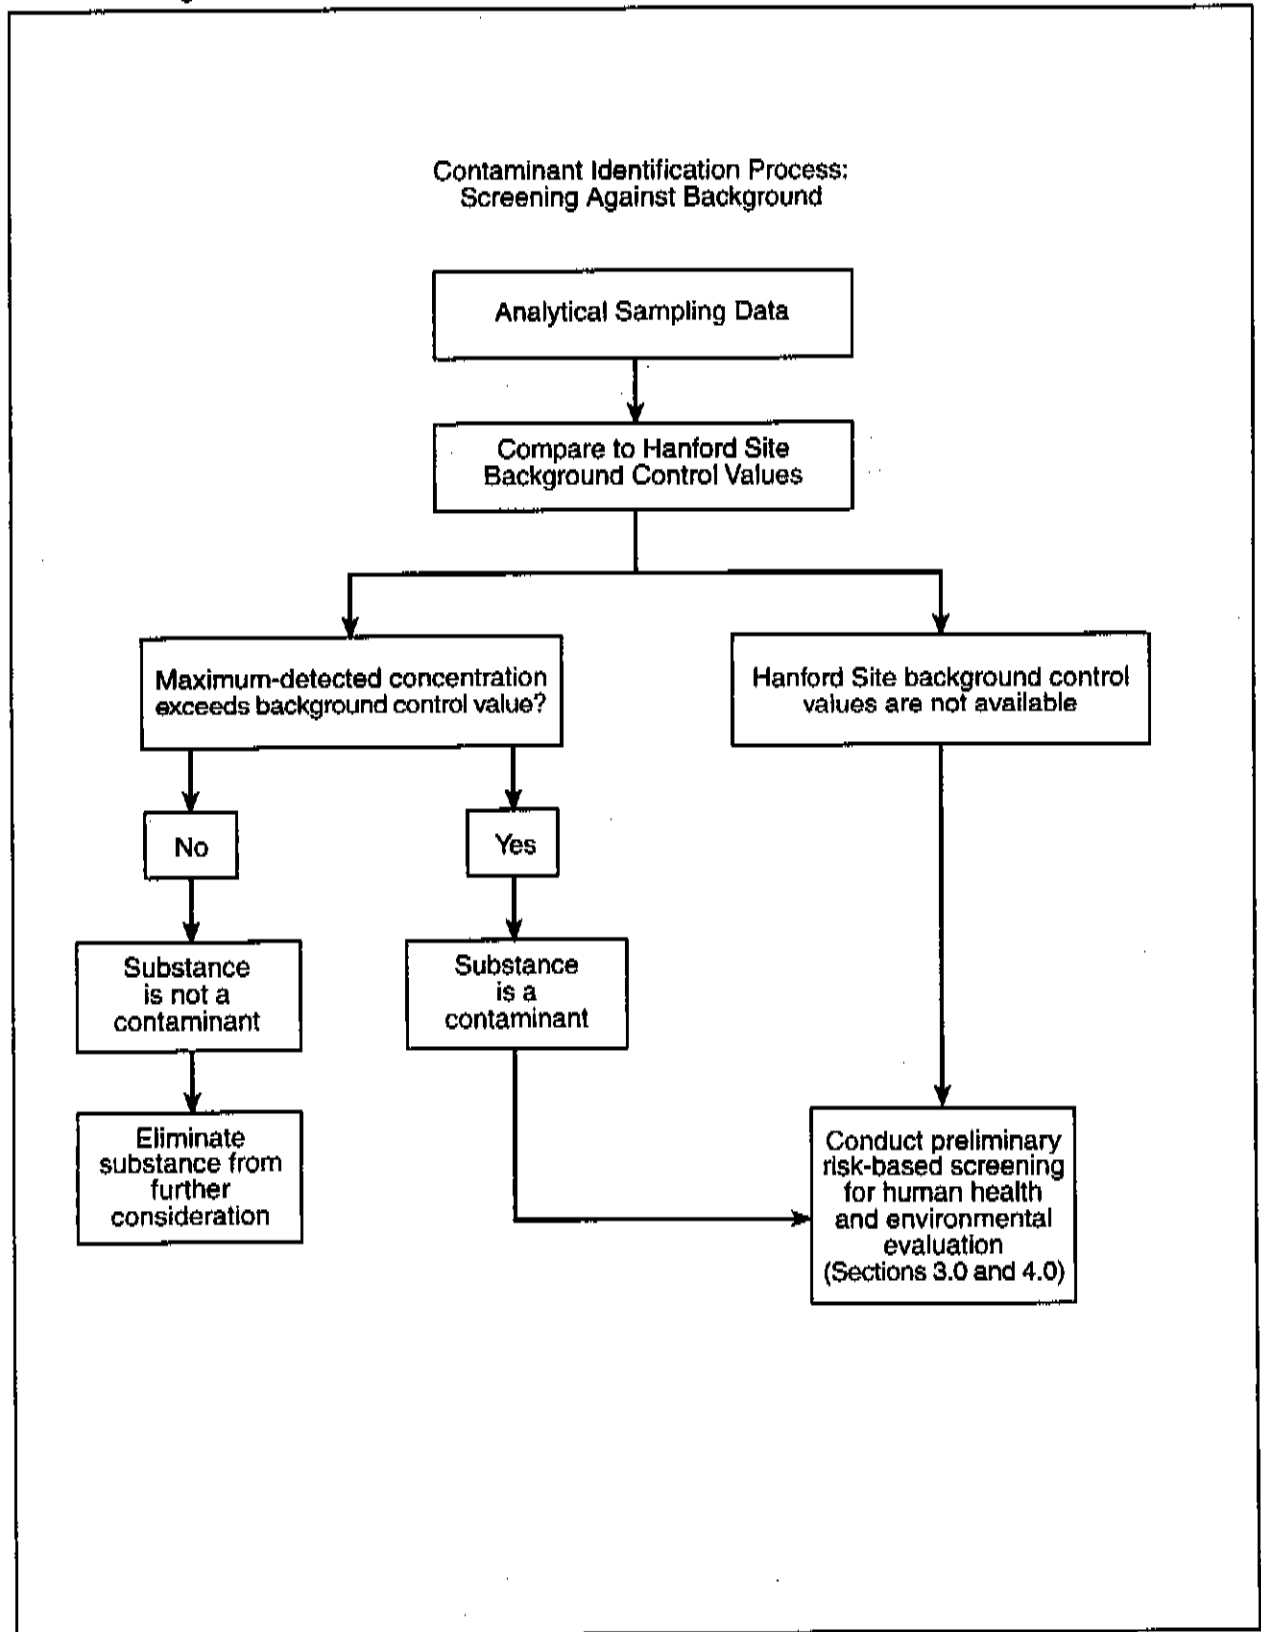 Contaminant Identification Process:
Screening Against Background
Analytical Sampling Data
Compare to Hanford Site
Background Control Values
Maximum-detected concentration
exceeds background control value?
Hanford Site background control
values are not available
No
Yes
Substance
is not a
contaminant
Substance
is a
contaminant
Eliminate
substance from
further
consideration
Conduct preliminary
risk-based screening
for human health
and environmental
evaluation
(Sections 3.0 and 4.0)